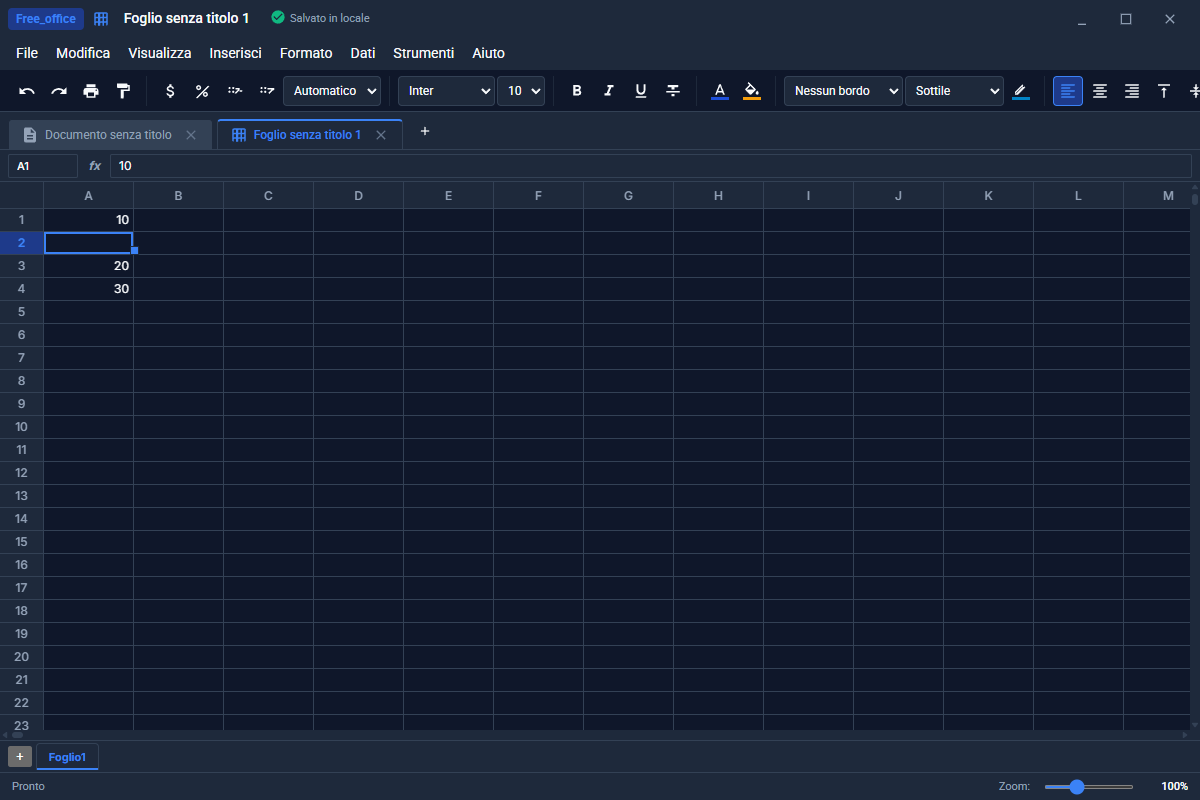 Free_office Foglio senza titolo 1 Salvato in locale
File Modifica Visualizza Inserisci Formato Dati Strumenti Aiuto
$ % Automatico Inter 10 B I U A Nessun bordo Sottile
Documento senza titolo Foglio senza titolo 1 +
A1 fx 10
A B C D E F G H I J K L M
1 10
2
3 20
4 30
5
6
7
8
9
10
11
12
13
14
15
16
17
18
19
20
21
22
23
+ Foglio1
Pronto Zoom: 100%